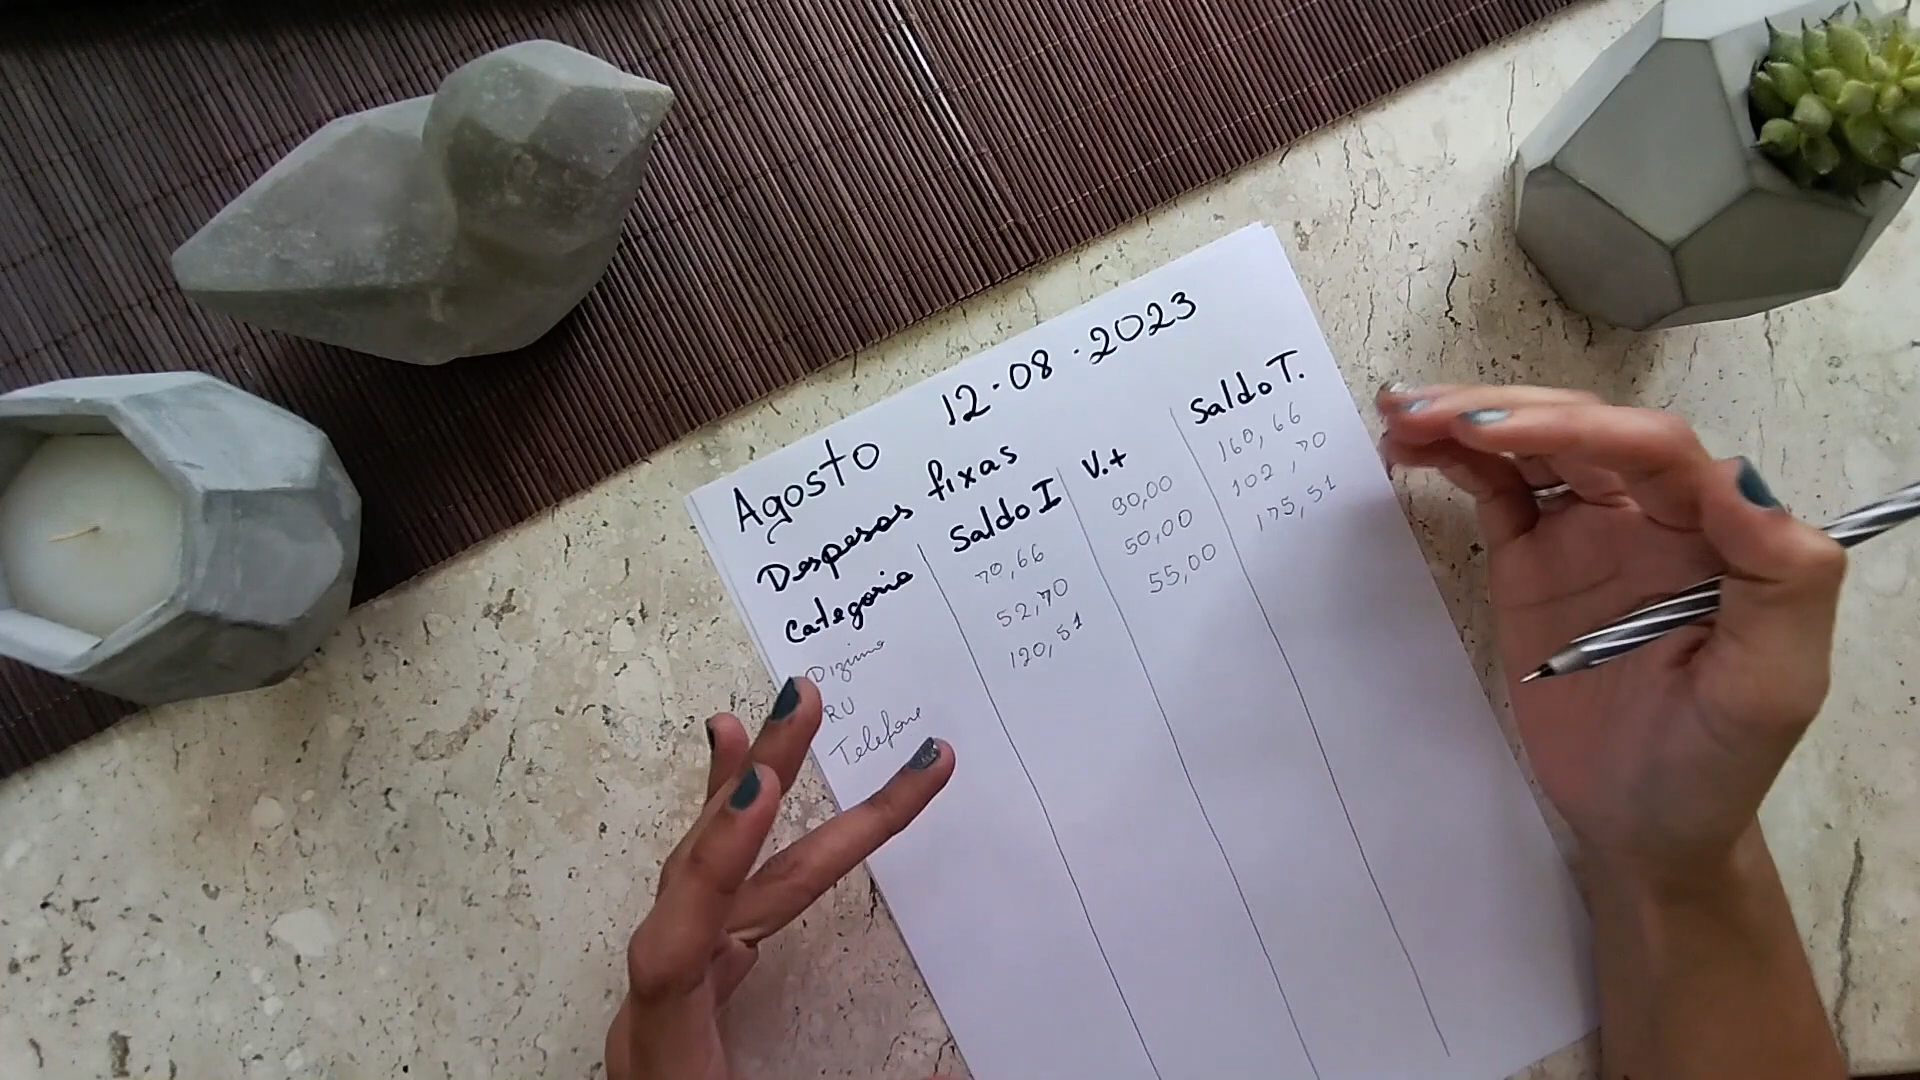 Agosto 12.08.2023
Despesas fixas
Categoria Saldo I V.+ Saldo T.
Dizimo 70,66 90,00 160,66
RU 52,70 50,00 102,70
Telefone 120,51 55,00 175,51